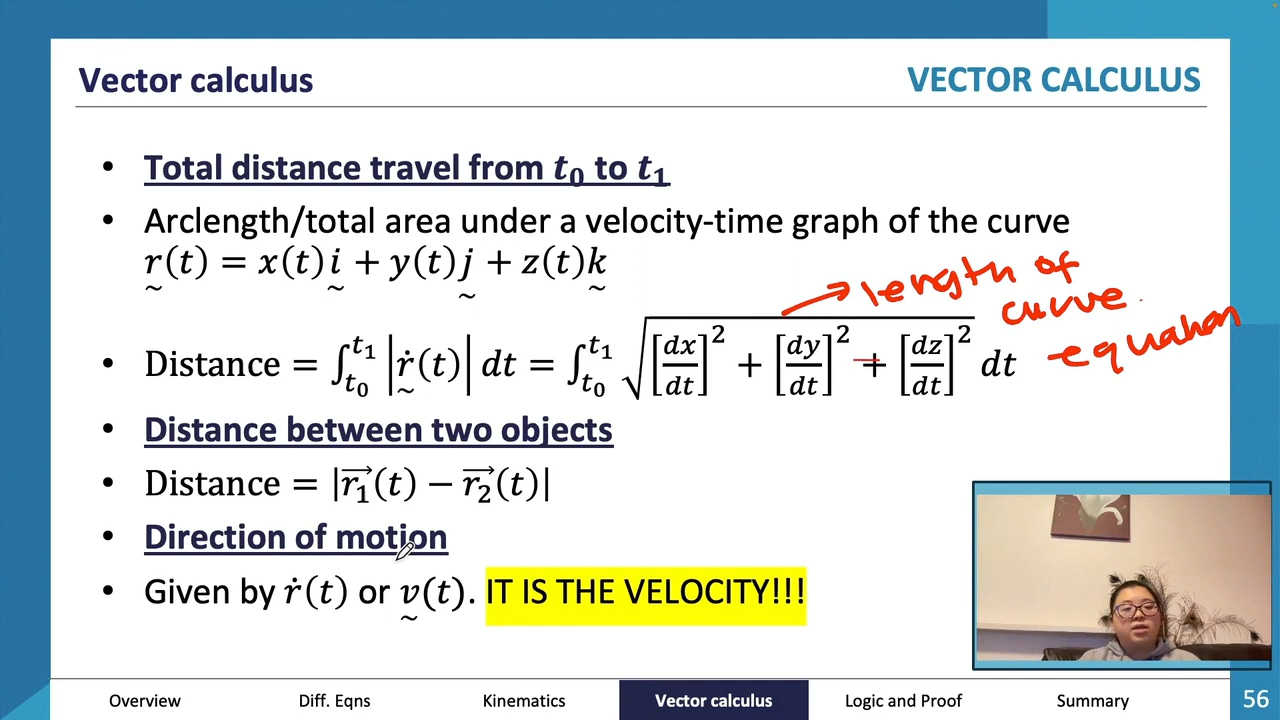 Vector calculus
VECTOR CALCULUS
• Total distance travel from t₀ to t₁
• Arclength/total area under a velocity-time graph of the curve
r̰(t) = x(t)ḭ + y(t)j̰ + z(t)k̰
→ length of
curve
equation
• Distance = ∫_{t₀}^{t₁} |ṙ̰(t)| dt = ∫_{t₀}^{t₁} √([dx/dt]² + [dy/dt]² + [dz/dt]²) dt
• Distance between two objects
• Distance = |r₁⃗(t) − r₂⃗(t)|
• Direction of motion
• Given by ṙ(t) or v̰(t). IT IS THE VELOCITY!!!
Overview
Diff. Eqns
Kinematics
Vector calculus
Logic and Proof
Summary
56